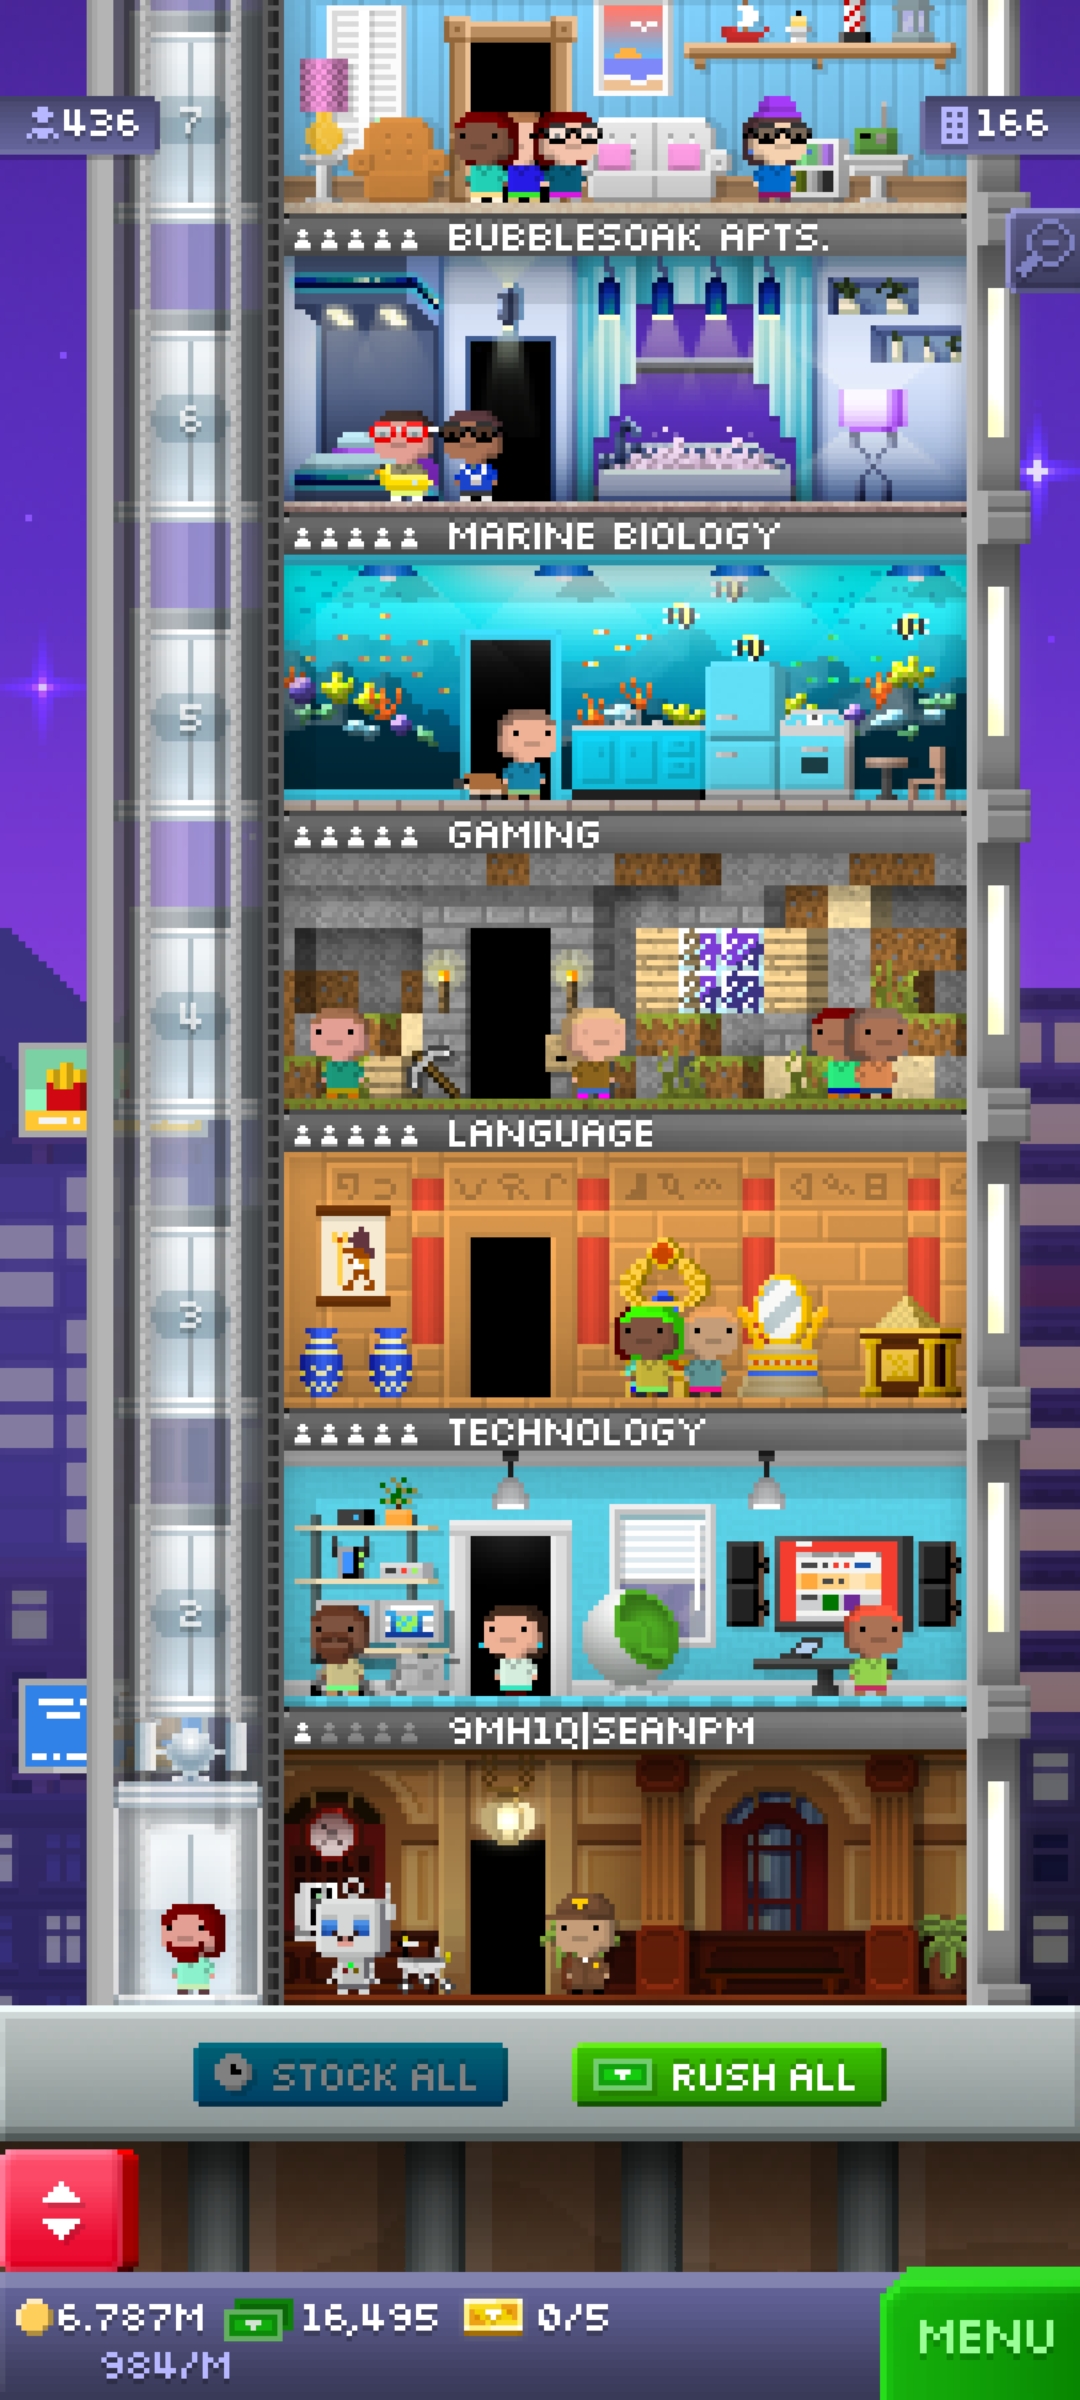 7
436
166
BUBBLESOAK APTS.
6
MARINE BIOLOGY
5
GAMING
4
LANGUAGE
3
TECHNOLOGY
2
9MH1Q|SEANPM
STOCK ALL
RUSH ALL
6.787M 16,495 0/5
984/M
MENU